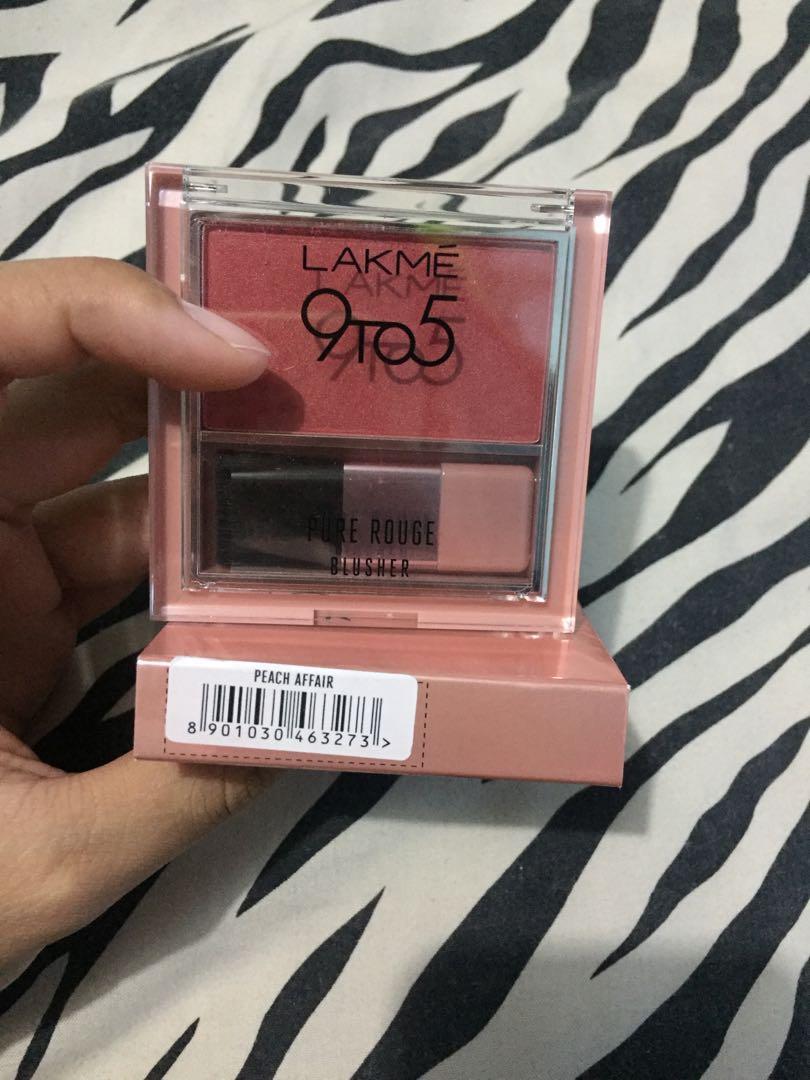 LAKMÉ
9TO5
PURE ROUGE
BLUSHER
PEACH AFFAIR
8 901030 463273 >